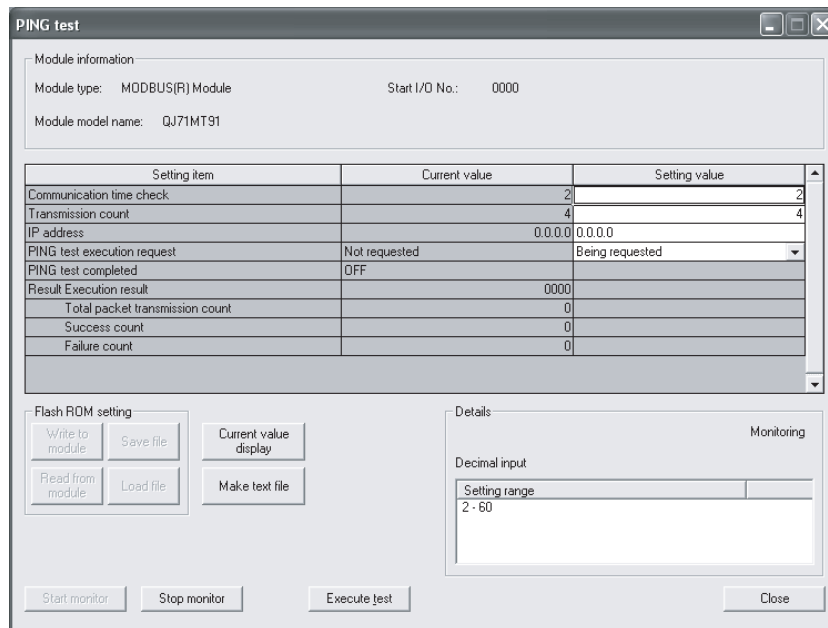 PING test
Module information
Module type: MODBUS(R) Module Start I/O No.: 0000
Module model name: QJ71MT91
Setting item Current value Setting value
Communication time check 2 2
Transmission count 4 4
IP address 0.0.0.0 0.0.0.0
PING test execution request Not requested Being requested
PING test completed OFF
Result Execution result 0000
Total packet transmission count 0
Success count 0
Failure count 0
Flash ROM setting
Write to module
Save file
Current value display
Read from module
Load file
Make text file
Details
Monitoring
Decimal input
Setting range
2 - 60
Start monitor Stop monitor Execute test Close